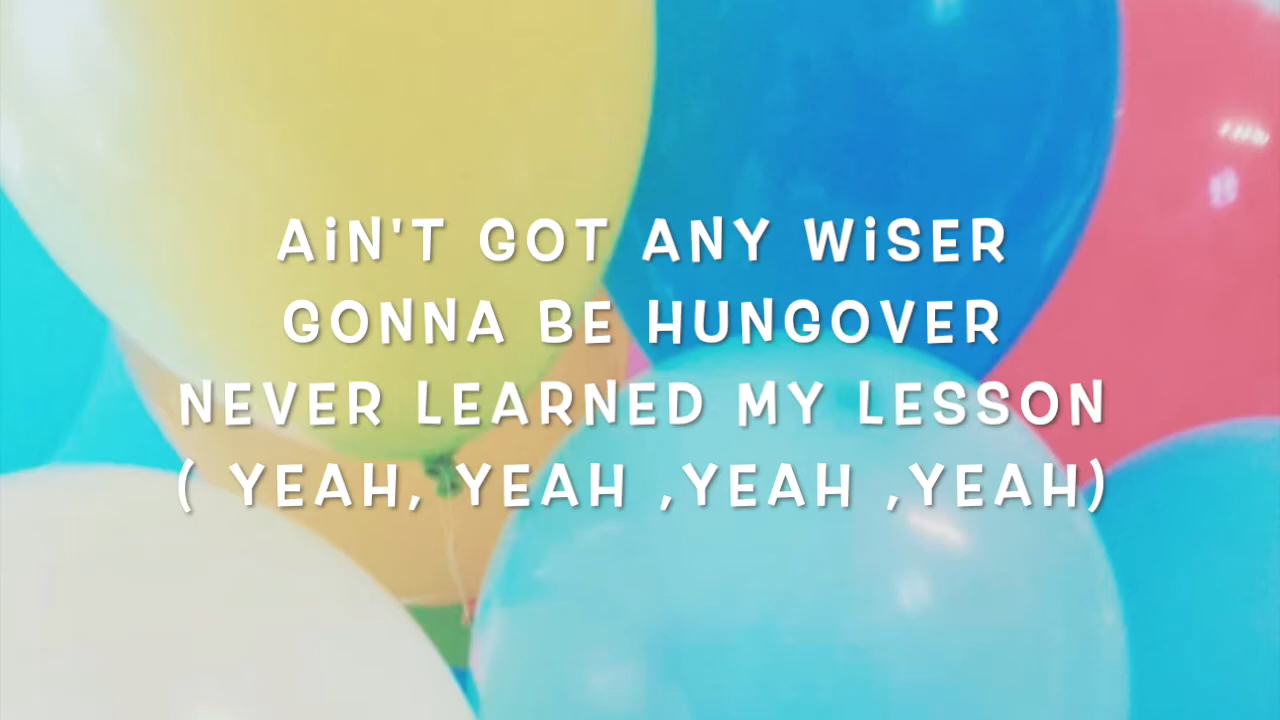 AiN'T GOT ANY WiSER
GONNA BE HUNGOVER
NEVER LEARNED MY LESSON
( YEAH, YEAH ,YEAH ,YEAH)